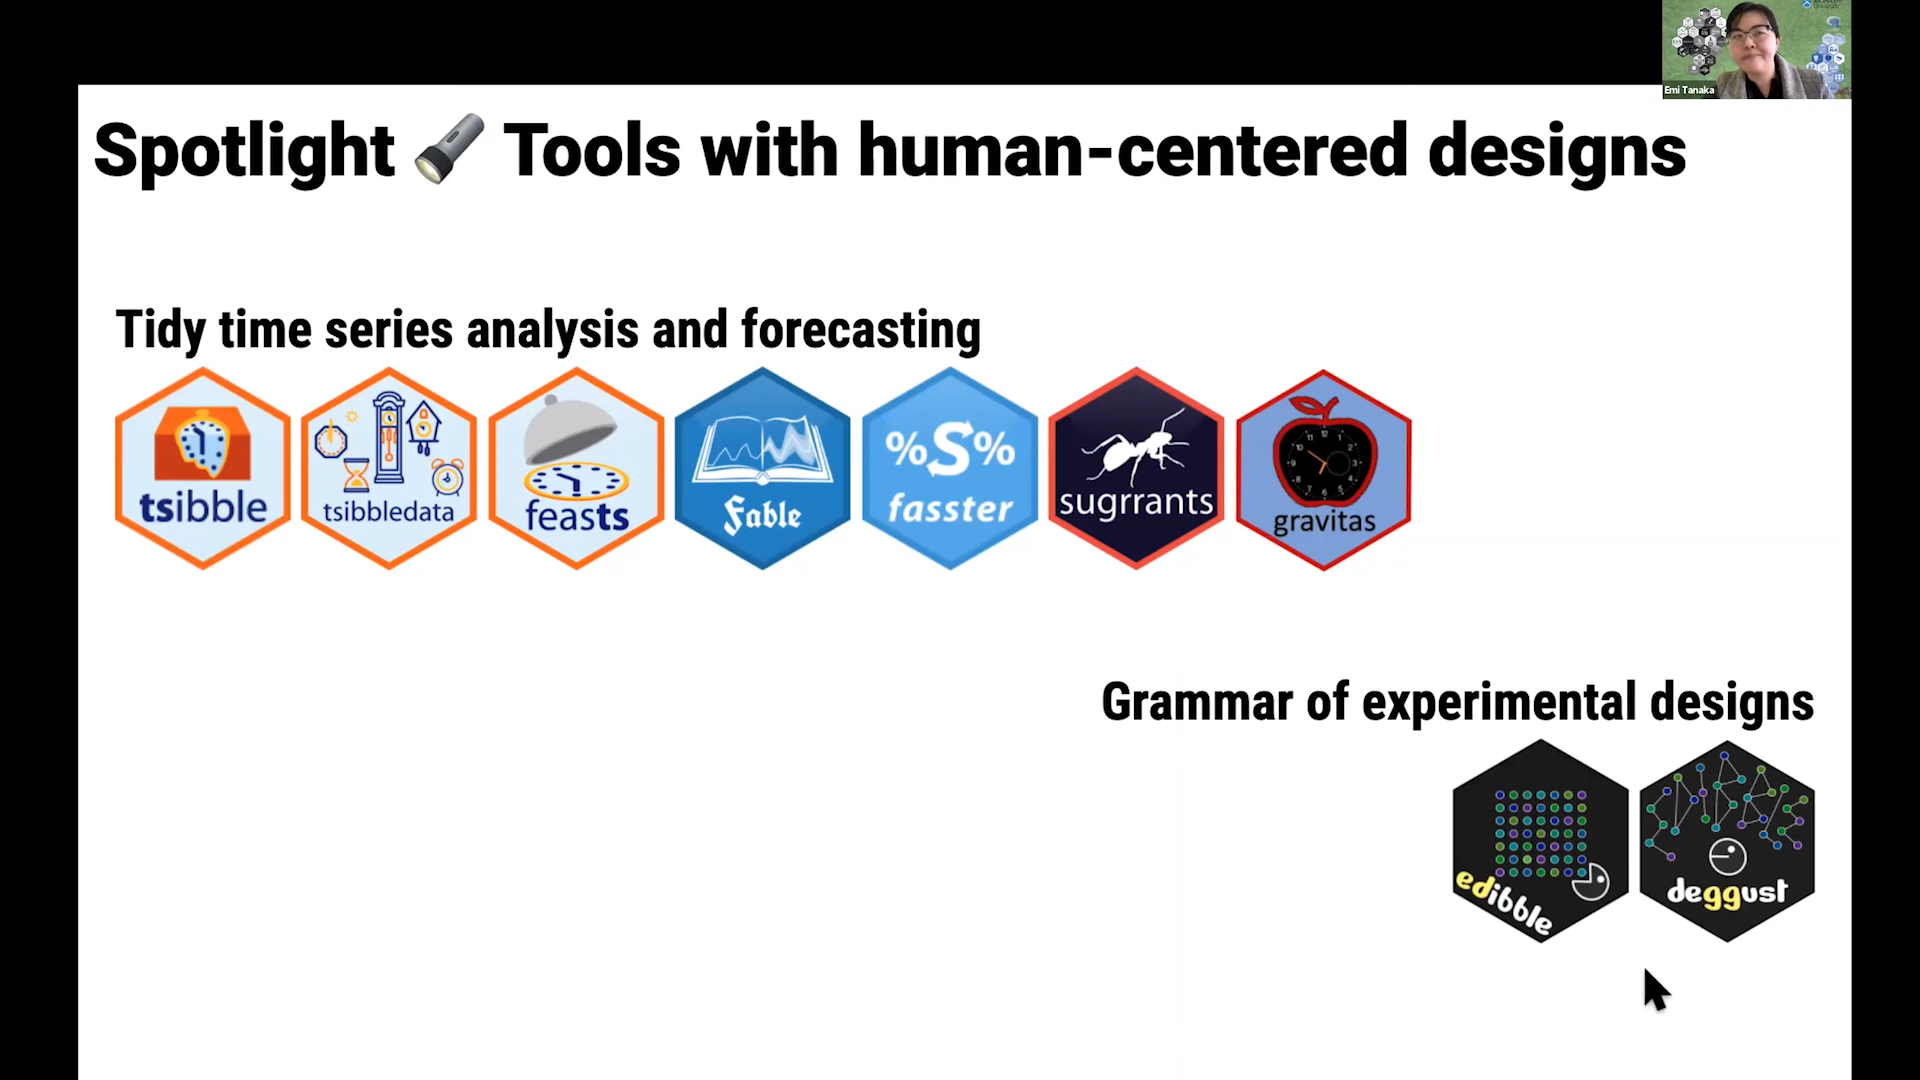 Emi Tanaka
Spotlight Tools with human-centered designs
Tidy time series analysis and forecasting
tsibble
tsibbledata
feasts
Fable
%S%
fasster
sugrrants
gravitas
Grammar of experimental designs
edibble
deggust